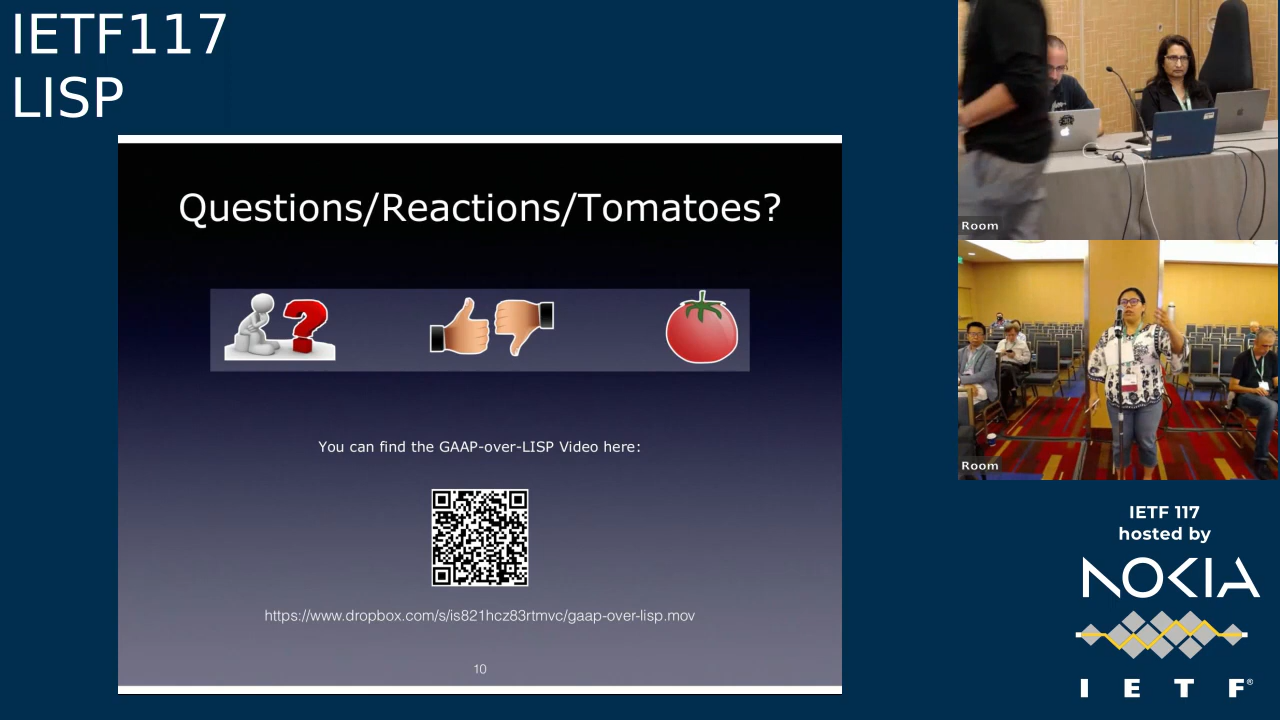 IETF117
LISP
Questions/Reactions/Tomatoes?
You can find the GAAP-over-LISP Video here:
https://www.dropbox.com/s/is821hcz83rtmvc/gaap-over-lisp.mov
10
Room
Room
IETF 117
hosted by
NOKIA
I E T F®